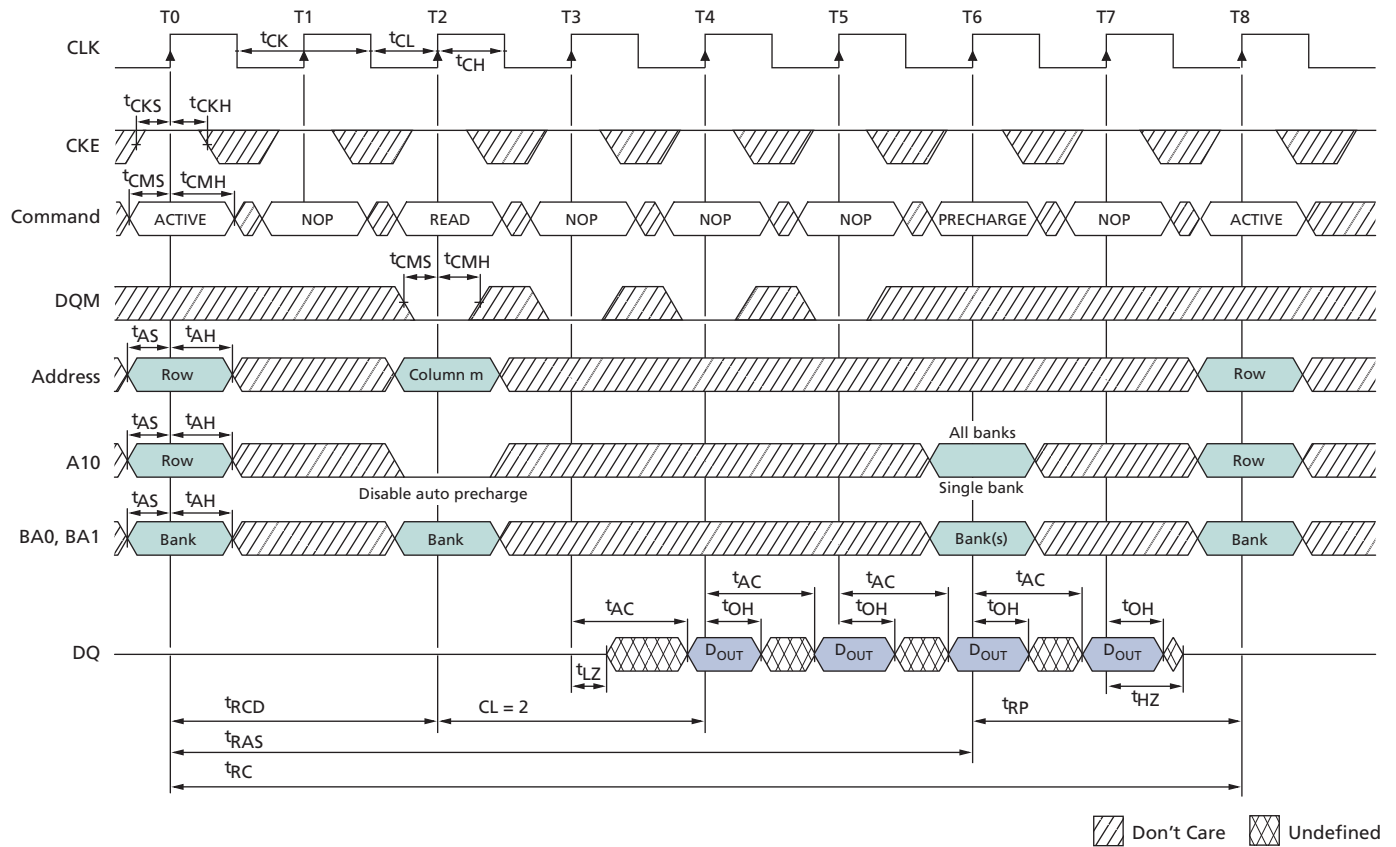 T0 T1 T2 T3 T4 T5 T6 T7 T8
CLK
tCK tCL
tCH
tCKS tCKH
CKE
tCMS tCMH
Command ACTIVE NOP READ NOP NOP NOP PRECHARGE NOP ACTIVE
tCMS tCMH
DQM
tAS tAH
Address Row Column m Row
tAS tAH
All banks
A10 Row Row
Disable auto precharge Single bank
tAS tAH
BA0, BA1 Bank Bank Bank(s) Bank
tAC tAC tAC
tAC tOH tOH tOH tOH
DQ DOUT DOUT DOUT DOUT
tLZ
tHZ
tRCD CL = 2 tRP
tRAS
tRC
Don't Care Undefined